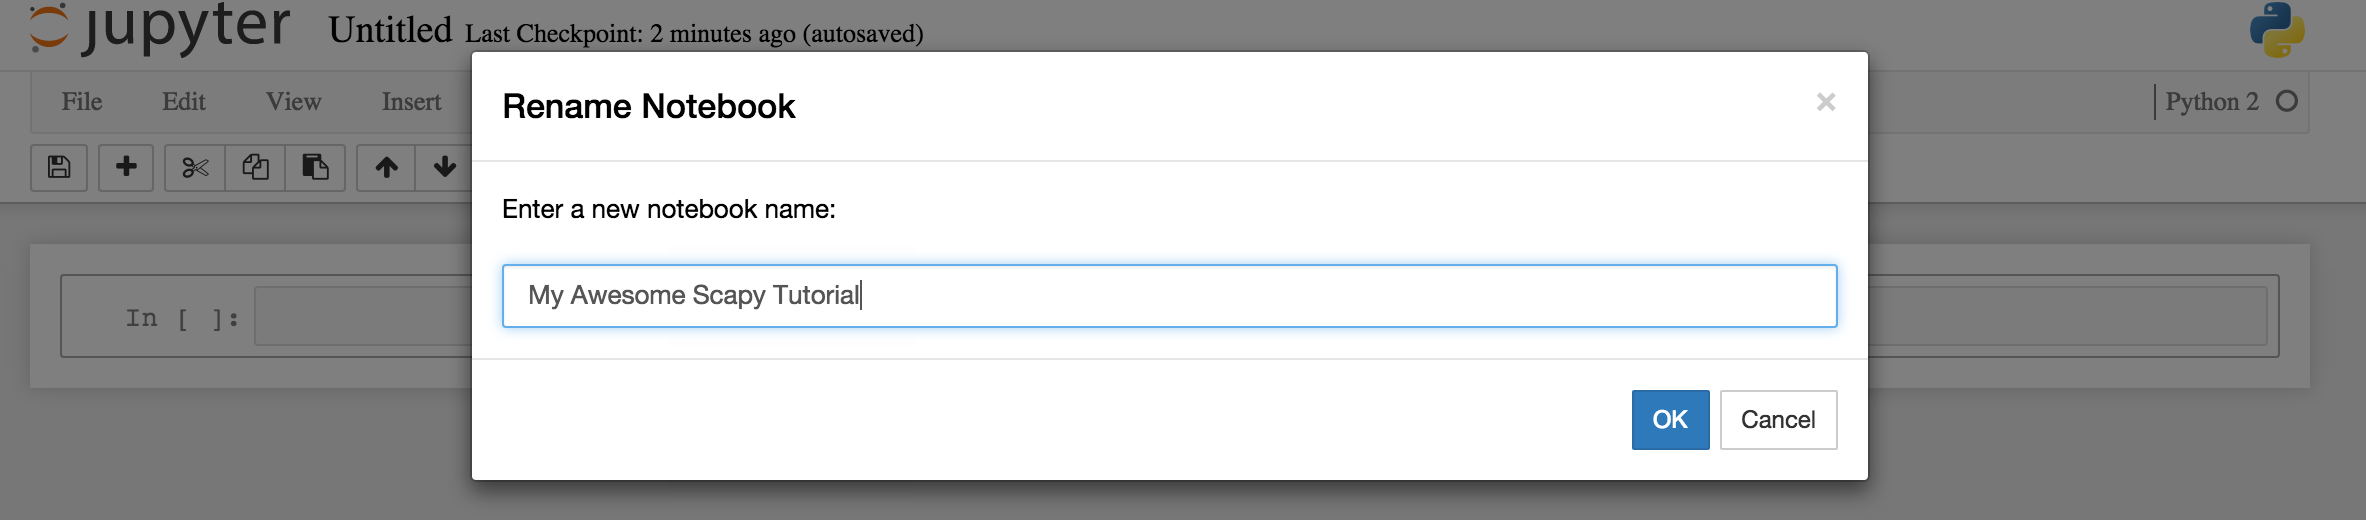 jupyter Untitled Last Checkpoint: 2 minutes ago (autosaved)
File Edit View Insert Python 2
Rename Notebook ×
Enter a new notebook name:
In [ ]:
My Awesome Scapy Tutorial
OK Cancel